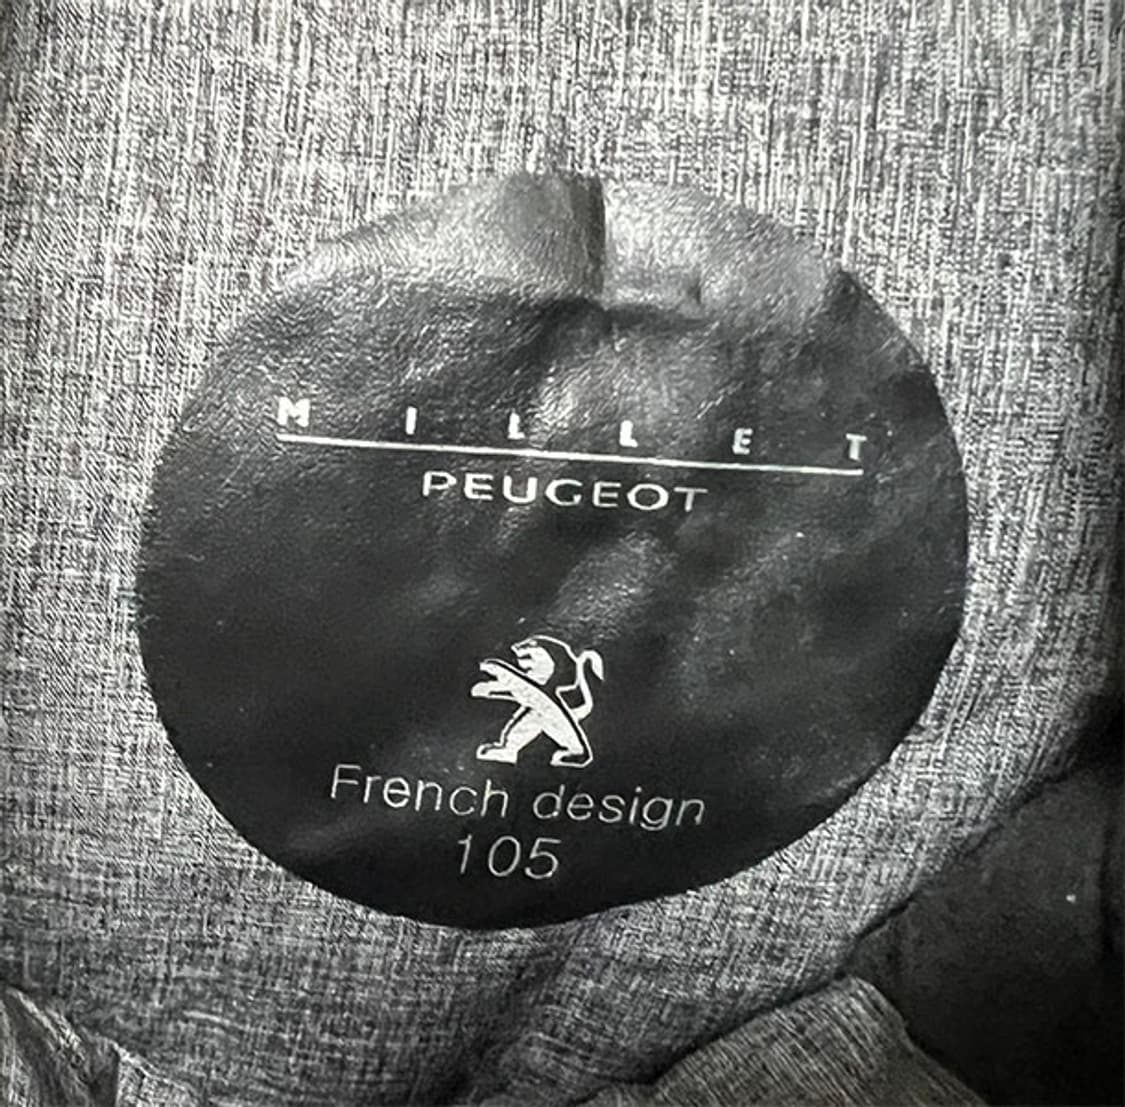 MILLET
PEUGEOT
French design
105